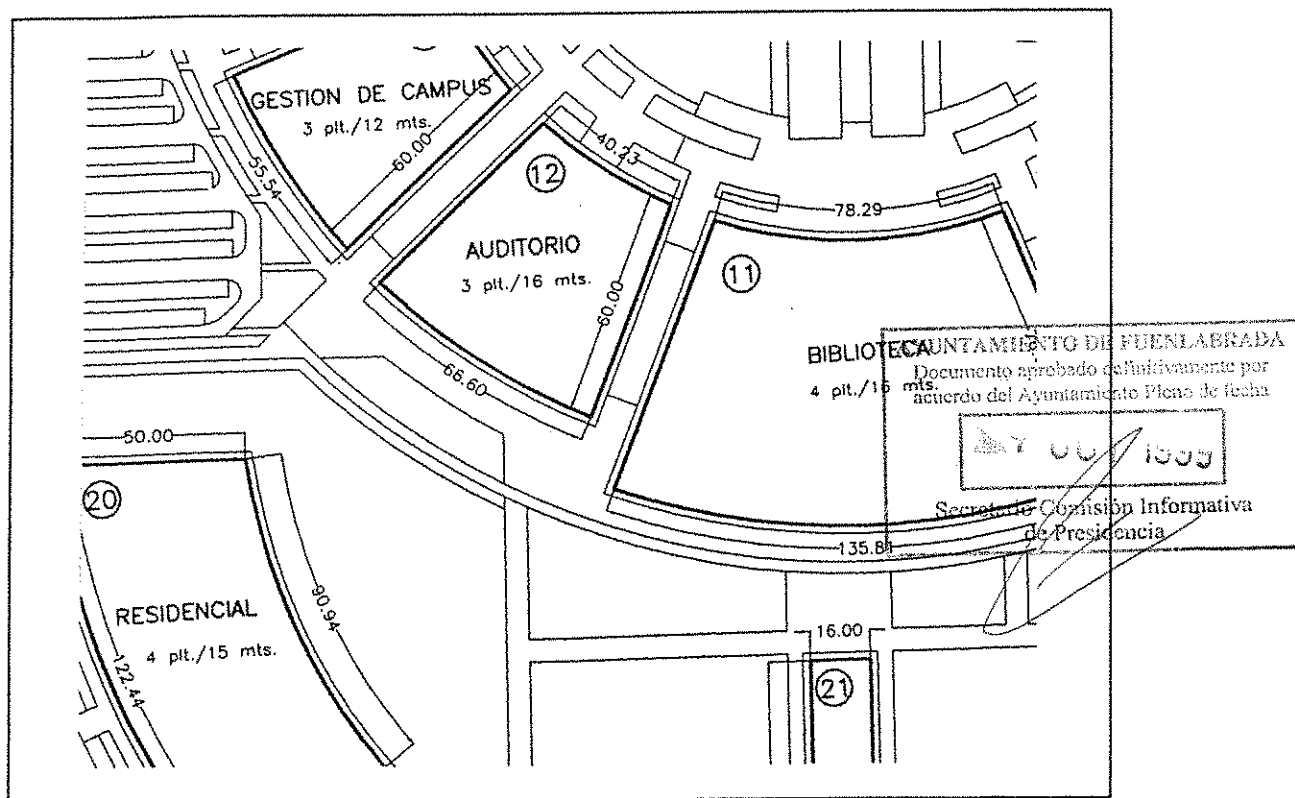 GESTION DE CAMPUS
3 plt./12 mts.
60.00
55.54
40.23
12
AUDITORIO
3 plt./16 mts.
60.00
66.60
78.29
11
BIBLIOTECA
4 plt./16 mts.
135.81
AYUNTAMIENTO DE FUENLABRADA
Documento aprobado definitivamente por
acuerdo del Ayuntamiento Pleno de fecha
Secretario Comisión Informativa
de Presidencia
50.00
20
RESIDENCIAL
4 plt./15 mts.
90.94
122.44
16.00
21